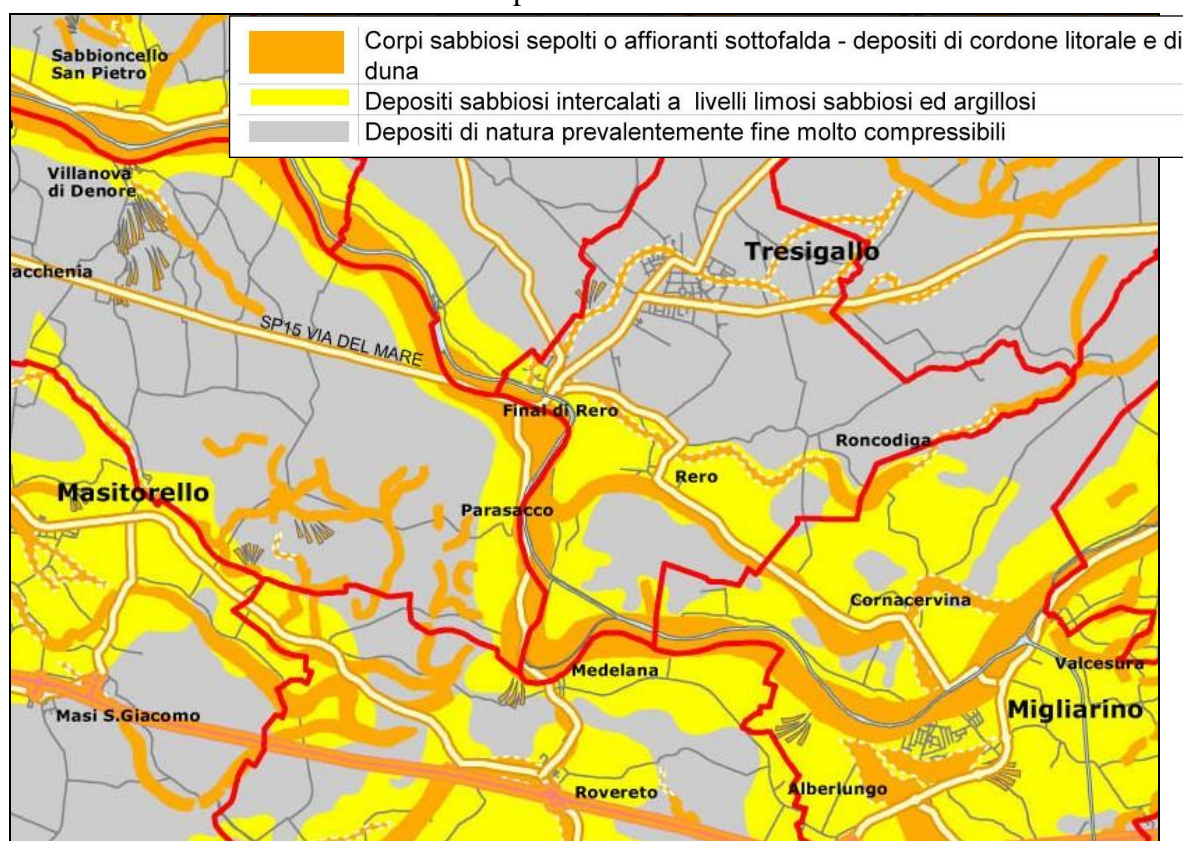 Corpi sabbiosi sepolti o affioranti sottofalda - depositi di cordone litorale e di
duna
Depositi sabbiosi intercalati a livelli limosi sabbiosi ed argillosi
Depositi di natura prevalentemente fine molto compressibili
Sabbioncello
San Pietro
Villanova
di Denore
acchenia
Tresigallo
SP15 VIA DEL MARE
Final di Rero
Roncodiga
Rero
Masitorello
Parasacco
Cornacervina
Medelana
Valcesura
Masi S.Giacomo
Migliarino
Rovereto
Alberlungo